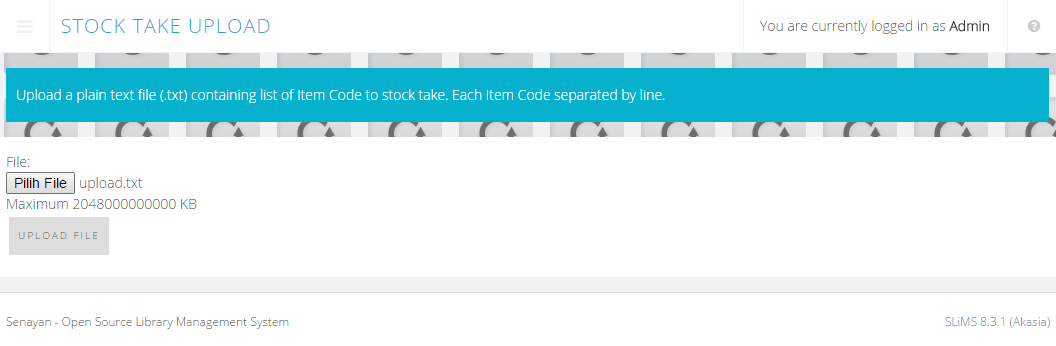 STOCK TAKE UPLOAD
You are currently logged in as Admin
Upload a plain text file (.txt) containing list of Item Code to stock take. Each Item Code separated by line.
File:
Pilih File upload.txt
Maximum 2048000000000 KB
UPLOAD FILE
Senayan - Open Source Library Management System
SLiMS 8.3.1 (Akasia)